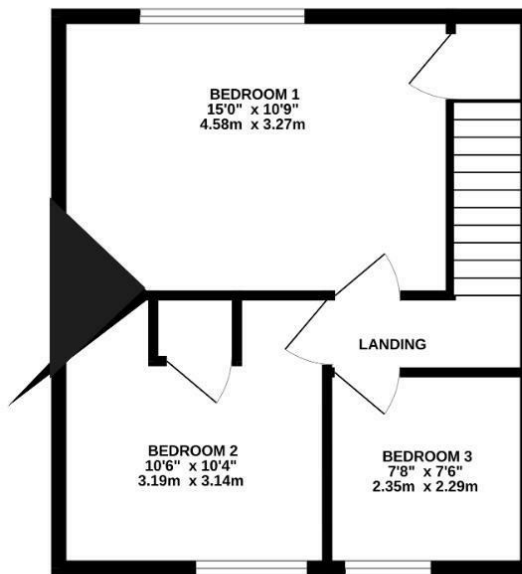 BEDROOM 1
15'0" x 10'9"
4.58m x 3.27m
LANDING
BEDROOM 2
10'6" x 10'4"
3.19m x 3.14m
BEDROOM 3
7'8" x 7'6"
2.35m x 2.29m